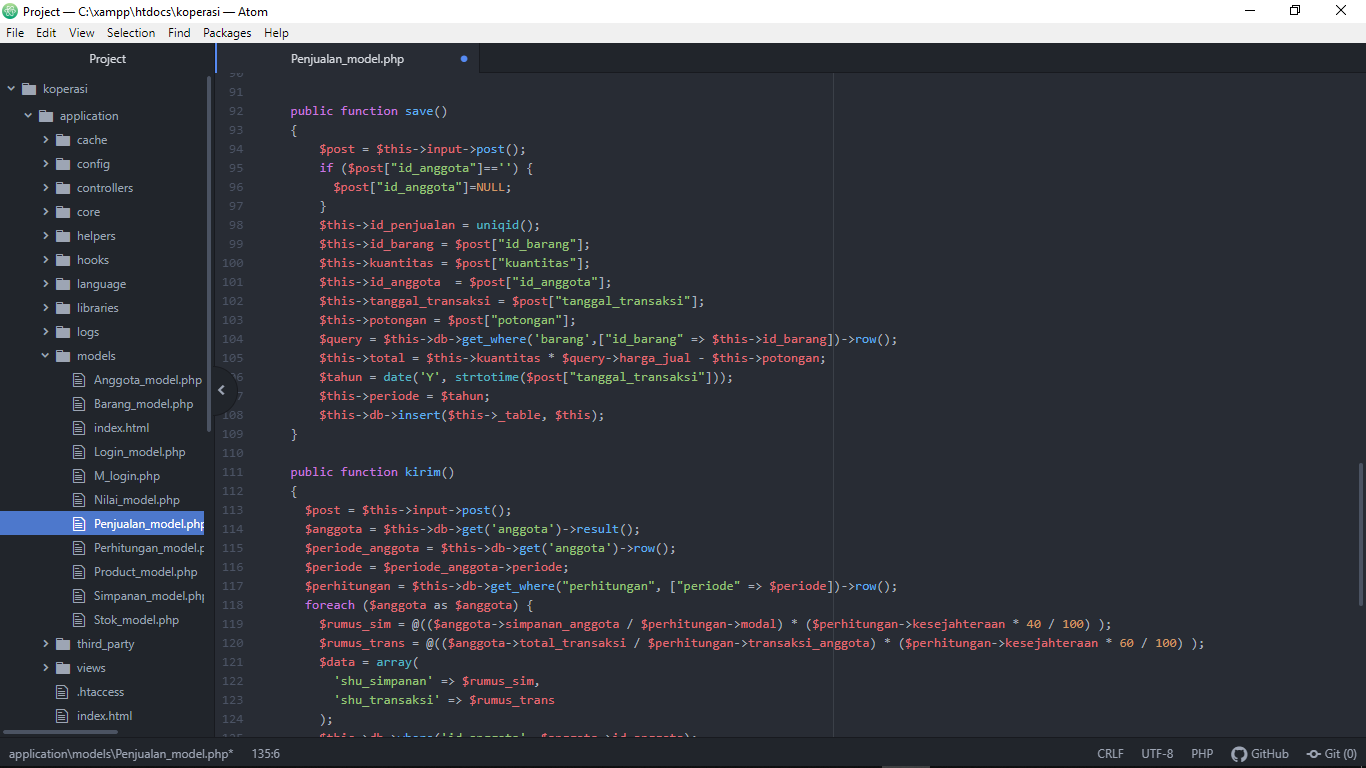 Project — C:\xampp\htdocs\koperasi — Atom
File Edit View Selection Find Packages Help
Project
koperasi
application
cache
config
controllers
core
helpers
hooks
language
libraries
logs
models
Anggota_model.php
Barang_model.php
index.html
Login_model.php
M_login.php
Nilai_model.php
Penjualan_model.php
Perhitungan_model.p
Product_model.php
Simpanan_model.php
Stok_model.php
third_party
views
.htaccess
index.html
Penjualan_model.php
90
91
92 public function save()
93 {
94 $post = $this->input->post();
95 if ($post["id_anggota"]=='') {
96 $post["id_anggota"]=NULL;
97 }
98 $this->id_penjualan = uniqid();
99 $this->id_barang = $post["id_barang"];
100 $this->kuantitas = $post["kuantitas"];
101 $this->id_anggota  = $post["id_anggota"];
102 $this->tanggal_transaksi = $post["tanggal_transaksi"];
103 $this->potongan = $post["potongan"];
104 $query = $this->db->get_where('barang',["id_barang" => $this->id_barang])->row();
105 $this->total = $this->kuantitas * $query->harga_jual - $this->potongan;
6 $tahun = date('Y', strtotime($post["tanggal_transaksi"]));
7 $this->periode = $tahun;
08 $this->db->insert($this->_table, $this);
109 }
110
111 public function kirim()
112 {
113 $post = $this->input->post();
114 $anggota = $this->db->get('anggota')->result();
115 $periode_anggota = $this->db->get('anggota')->row();
116 $periode = $periode_anggota->periode;
117 $perhitungan = $this->db->get_where("perhitungan", ["periode" => $periode])->row();
118 foreach ($anggota as $anggota) {
119 $rumus_sim = @(($anggota->simpanan_anggota / $perhitungan->modal) * ($perhitungan->kesejahteraan * 40 / 100) );
120 $rumus_trans = @(($anggota->total_transaksi / $perhitungan->transaksi_anggota) * ($perhitungan->kesejahteraan * 60 / 100) );
121 $data = array(
122 'shu_simpanan' => $rumus_sim,
123 'shu_transaksi' => $rumus_trans
124 );
125 $this->db->where('id_anggota', $anggota->id_anggota);
application\models\Penjualan_model.php* 135:6 CRLF UTF-8 PHP GitHub Git (0)